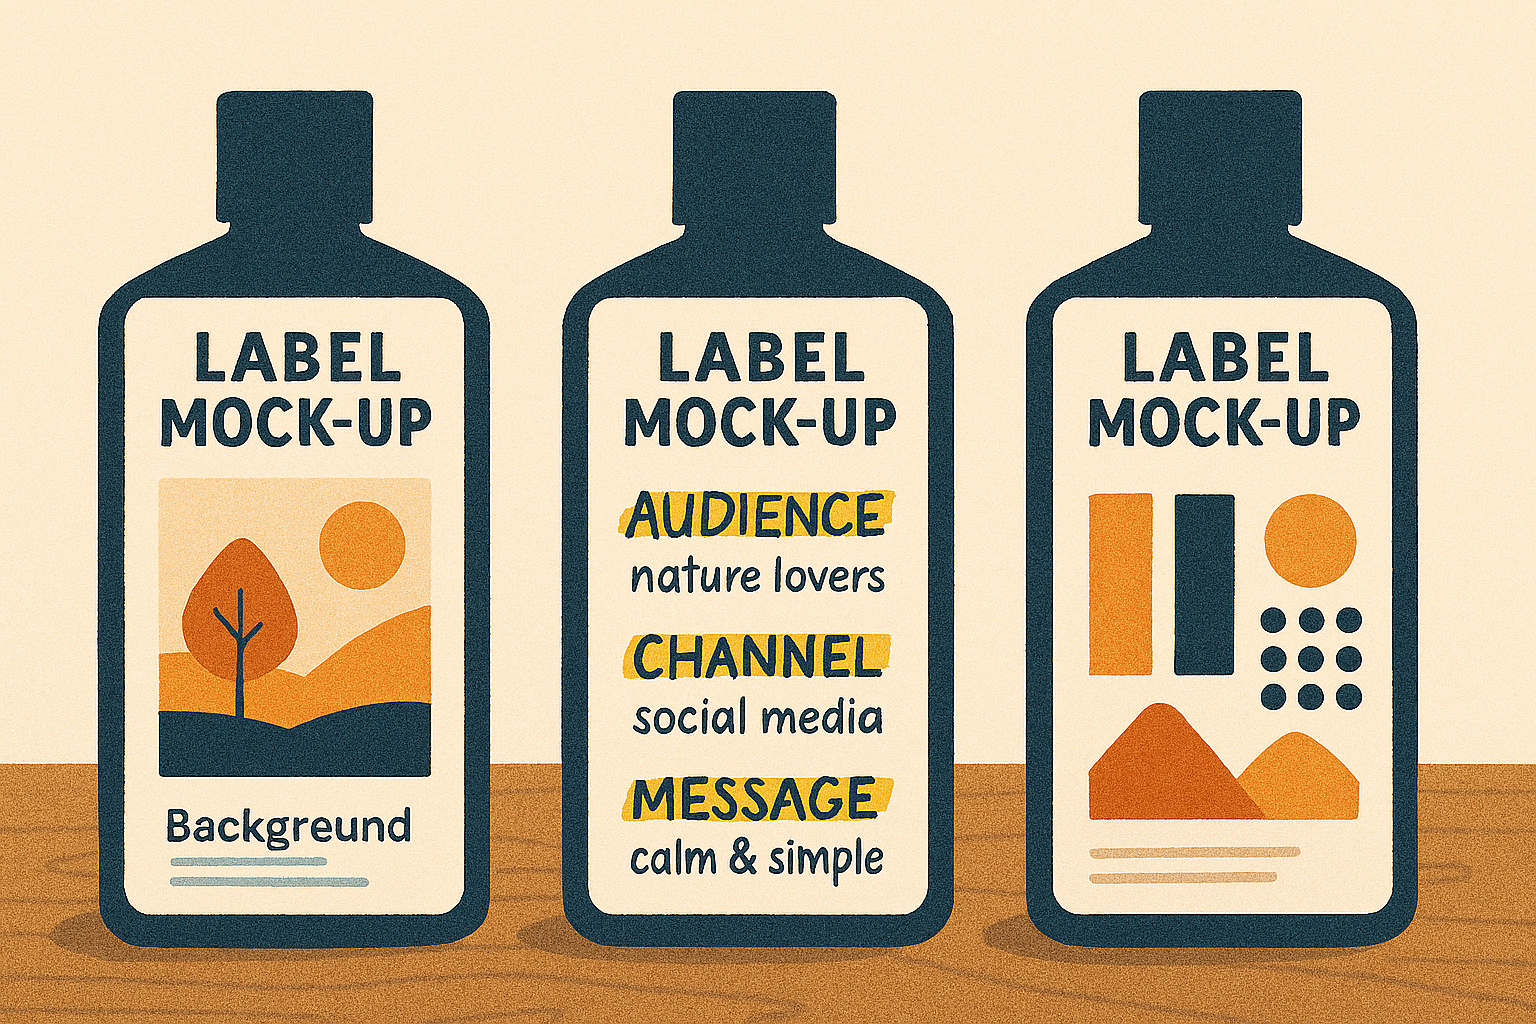 LABEL
MOCK-UP
Backgreund
LABEL
MOCK-UP
AUDIENCE
nature lovers
CHANNEL
social media
MESSAGE
calm & simple
LABEL
MOCK-UP